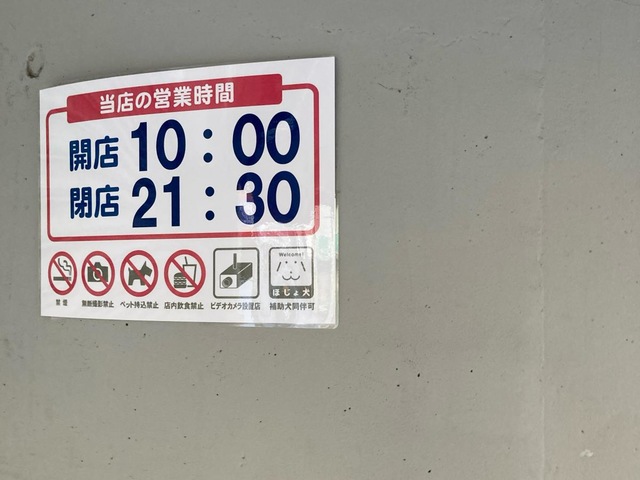 当店の営業時間
開店 10:00
閉店 21:30
禁煙
無断撮影禁止
ペット持込禁止
店内飲食禁止
ビデオカメラ設置店
Welcome!
ほじょ犬
補助犬同伴可